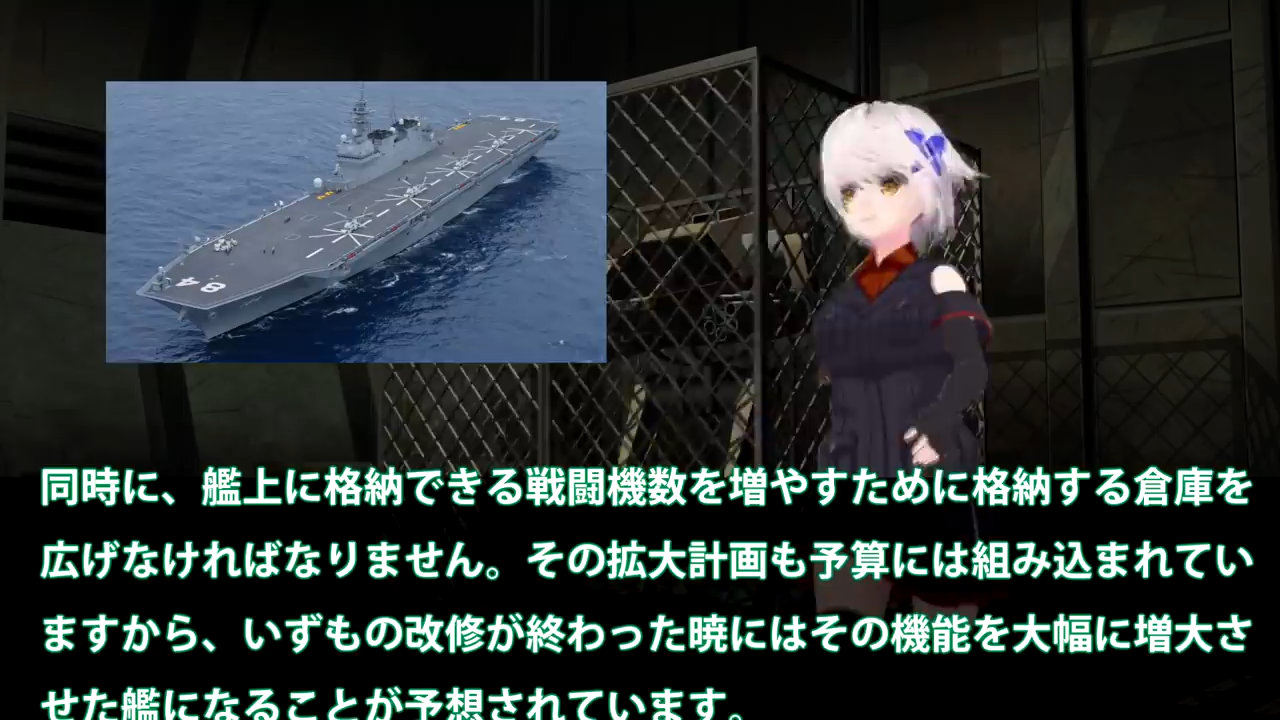 84
同時に、艦上に格納できる戦闘機数を増やすために格納する倉庫を
広げなければなりません。その拡大計画も予算には組み込まれてい
ますから、いずもの改修が終わった暁にはその機能を大幅に増大さ
せた艦になることが予想されています。